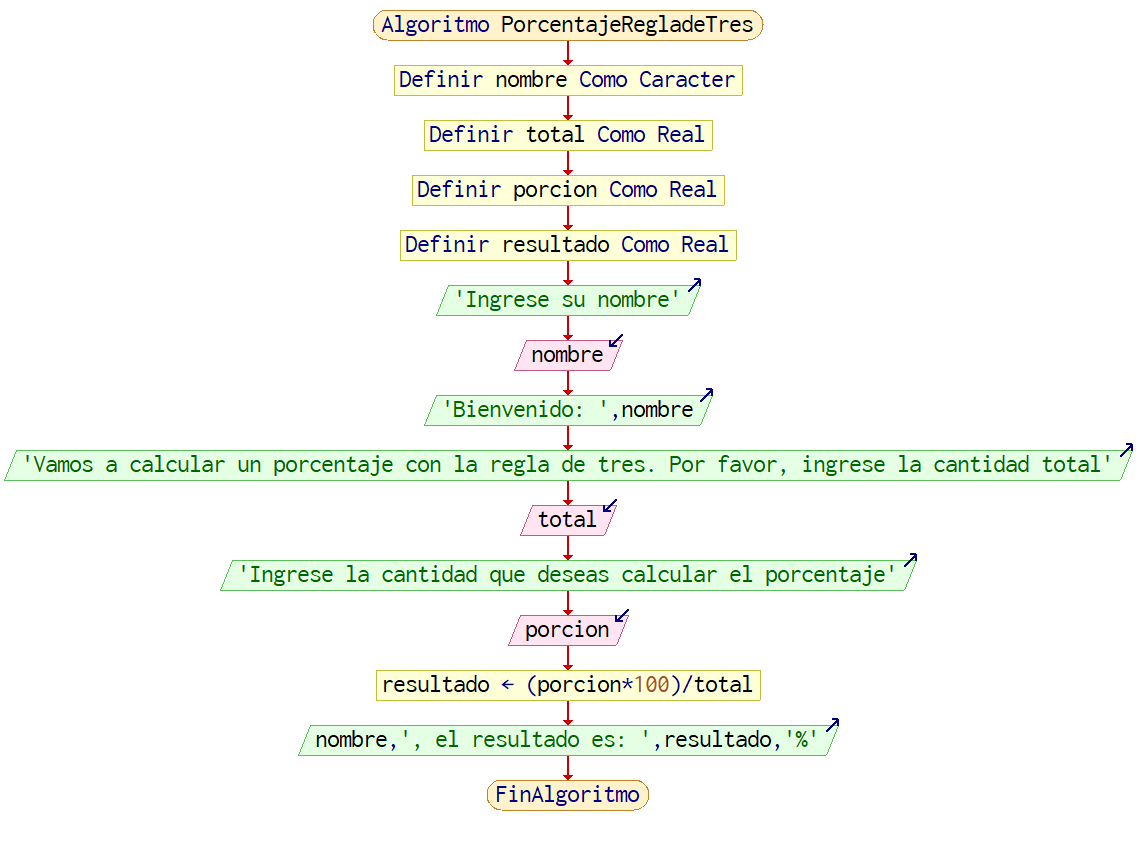 Algoritmo PorcentajeRegladeTres
Definir nombre Como Caracter
Definir total Como Real
Definir porcion Como Real
Definir resultado Como Real
'Ingrese su nombre'
nombre
'Bienvenido: ',nombre
'Vamos a calcular un porcentaje con la regla de tres. Por favor, ingrese la cantidad total'
total
'Ingrese la cantidad que deseas calcular el porcentaje'
porcion
resultado ← (porcion*100)/total
nombre,', el resultado es: ',resultado,'%'
FinAlgoritmo